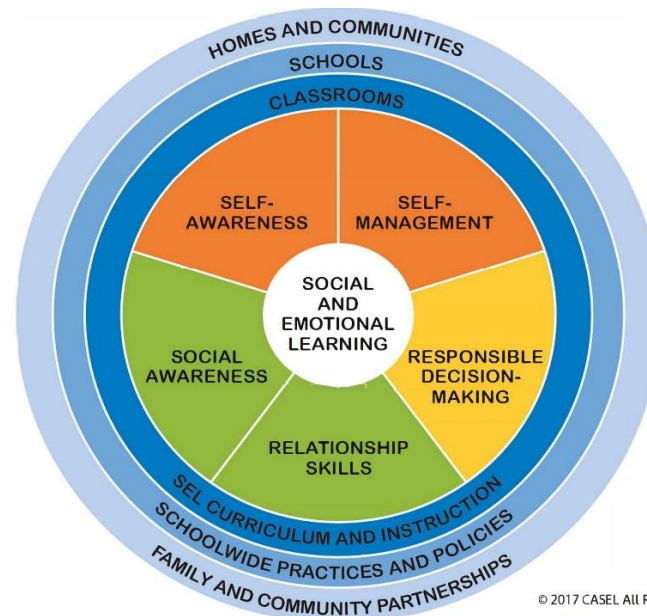 HOMES AND COMMUNITIES
SCHOOLS
CLASSROOMS
SELF-
AWARENESS
SELF-
MANAGEMENT
SOCIAL
AND
EMOTIONAL
LEARNING
SOCIAL
AWARENESS
RESPONSIBLE
DECISION-
MAKING
RELATIONSHIP
SKILLS
SEL CURRICULUM AND INSTRUCTION
SCHOOLWIDE PRACTICES AND POLICIES
FAMILY AND COMMUNITY PARTNERSHIPS
© 2017 CASEL All R